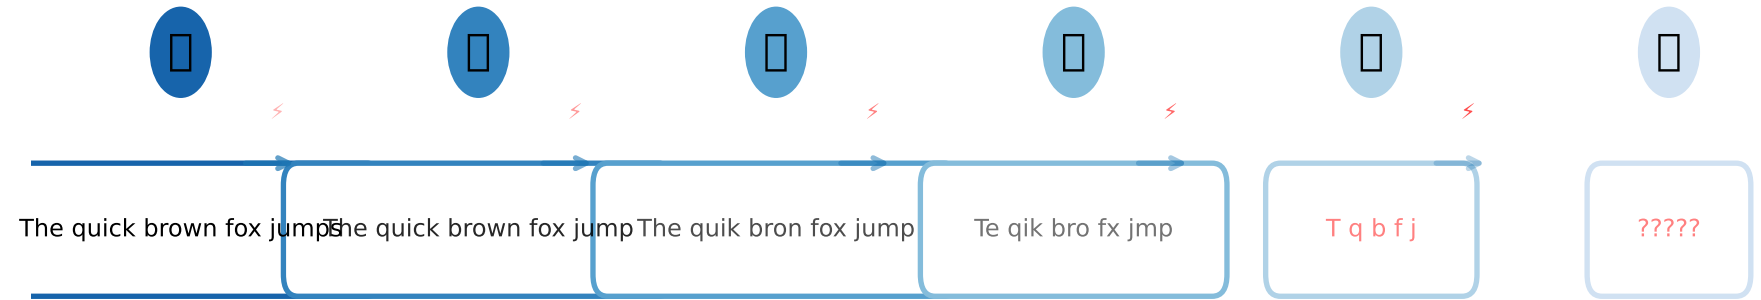 The quick brown fox jumps
The quick brown fox jump
The quik bron fox jump
Te qik bro fx jmp
T q b f j
?????